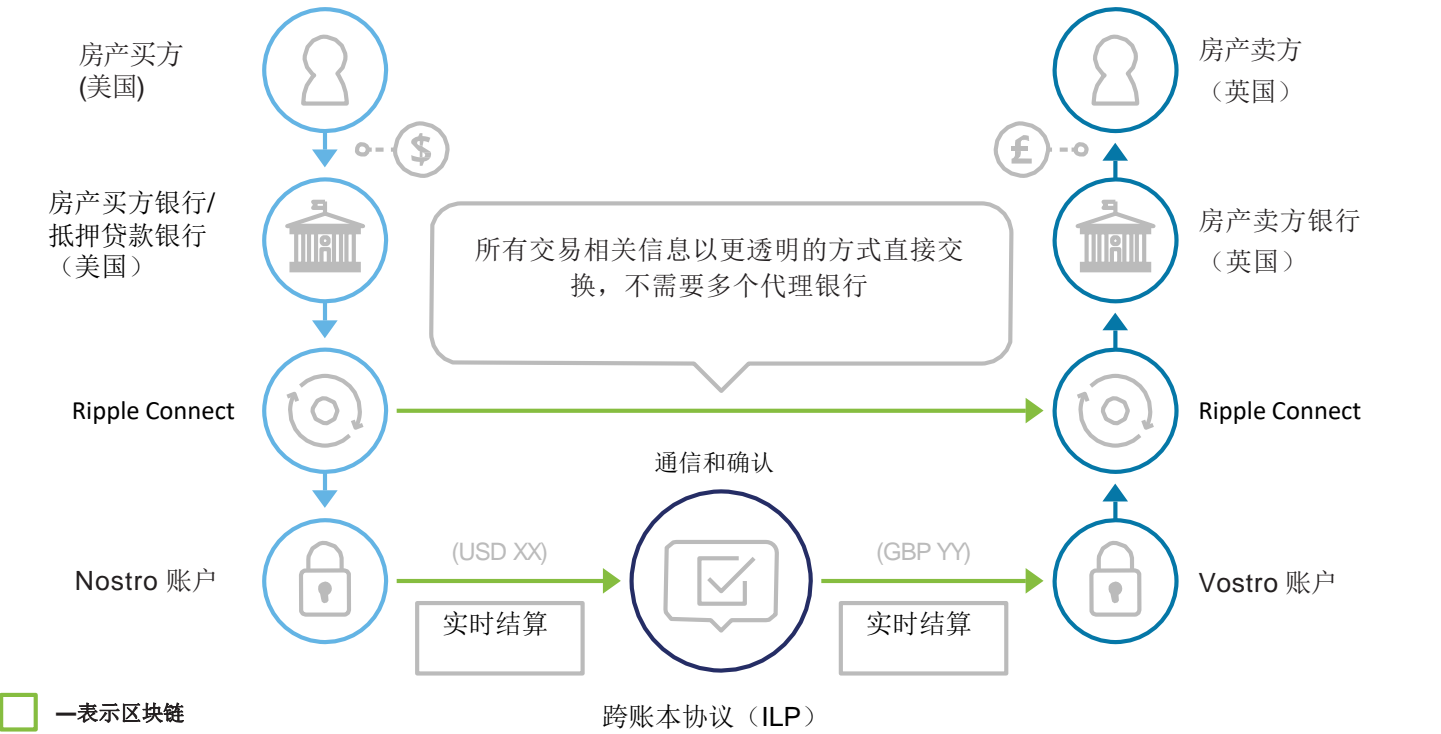 房产买方
(美国)
$
£
房产卖方
（英国）
房产买方银行/
抵押贷款银行
（美国）
所有交易相关信息以更透明的方式直接交
换，不需要多个代理银行
房产卖方银行
（英国）
Ripple Connect
Ripple Connect
通信和确认
Nostro 账户
(USD XX)
实时结算
(GBP YY)
实时结算
Vostro 账户
—表示区块链
跨账本协议（ILP）